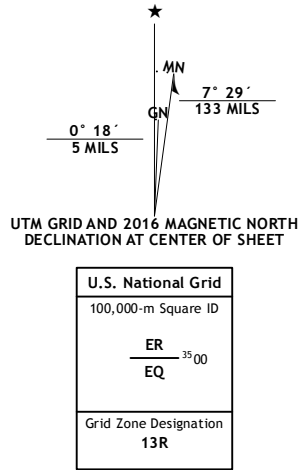 MN
GN
7° 29´
133 MILS
0° 18´
5 MILS
UTM GRID AND 2016 MAGNETIC NORTH
DECLINATION AT CENTER OF SHEET
U.S. National Grid
100,000-m Square ID
ER
3500
EQ
Grid Zone Designation
13R